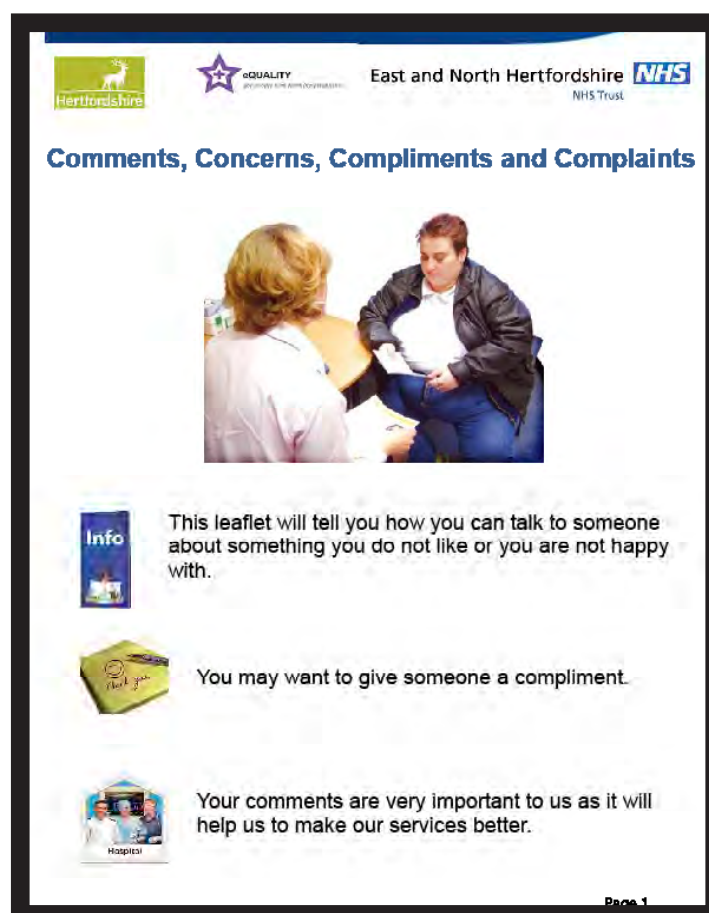 Hertfordshire
eQUALITY
East and North Hertfordshire NHS
NHS Trust
Comments, Concerns, Compliments and Complaints
Info
This leaflet will tell you how you can talk to someone
about something you do not like or you are not happy
with.
Thank you
You may want to give someone a compliment.
Your comments are very important to us as it will
help us to make our services better.
Hospital
Page 1